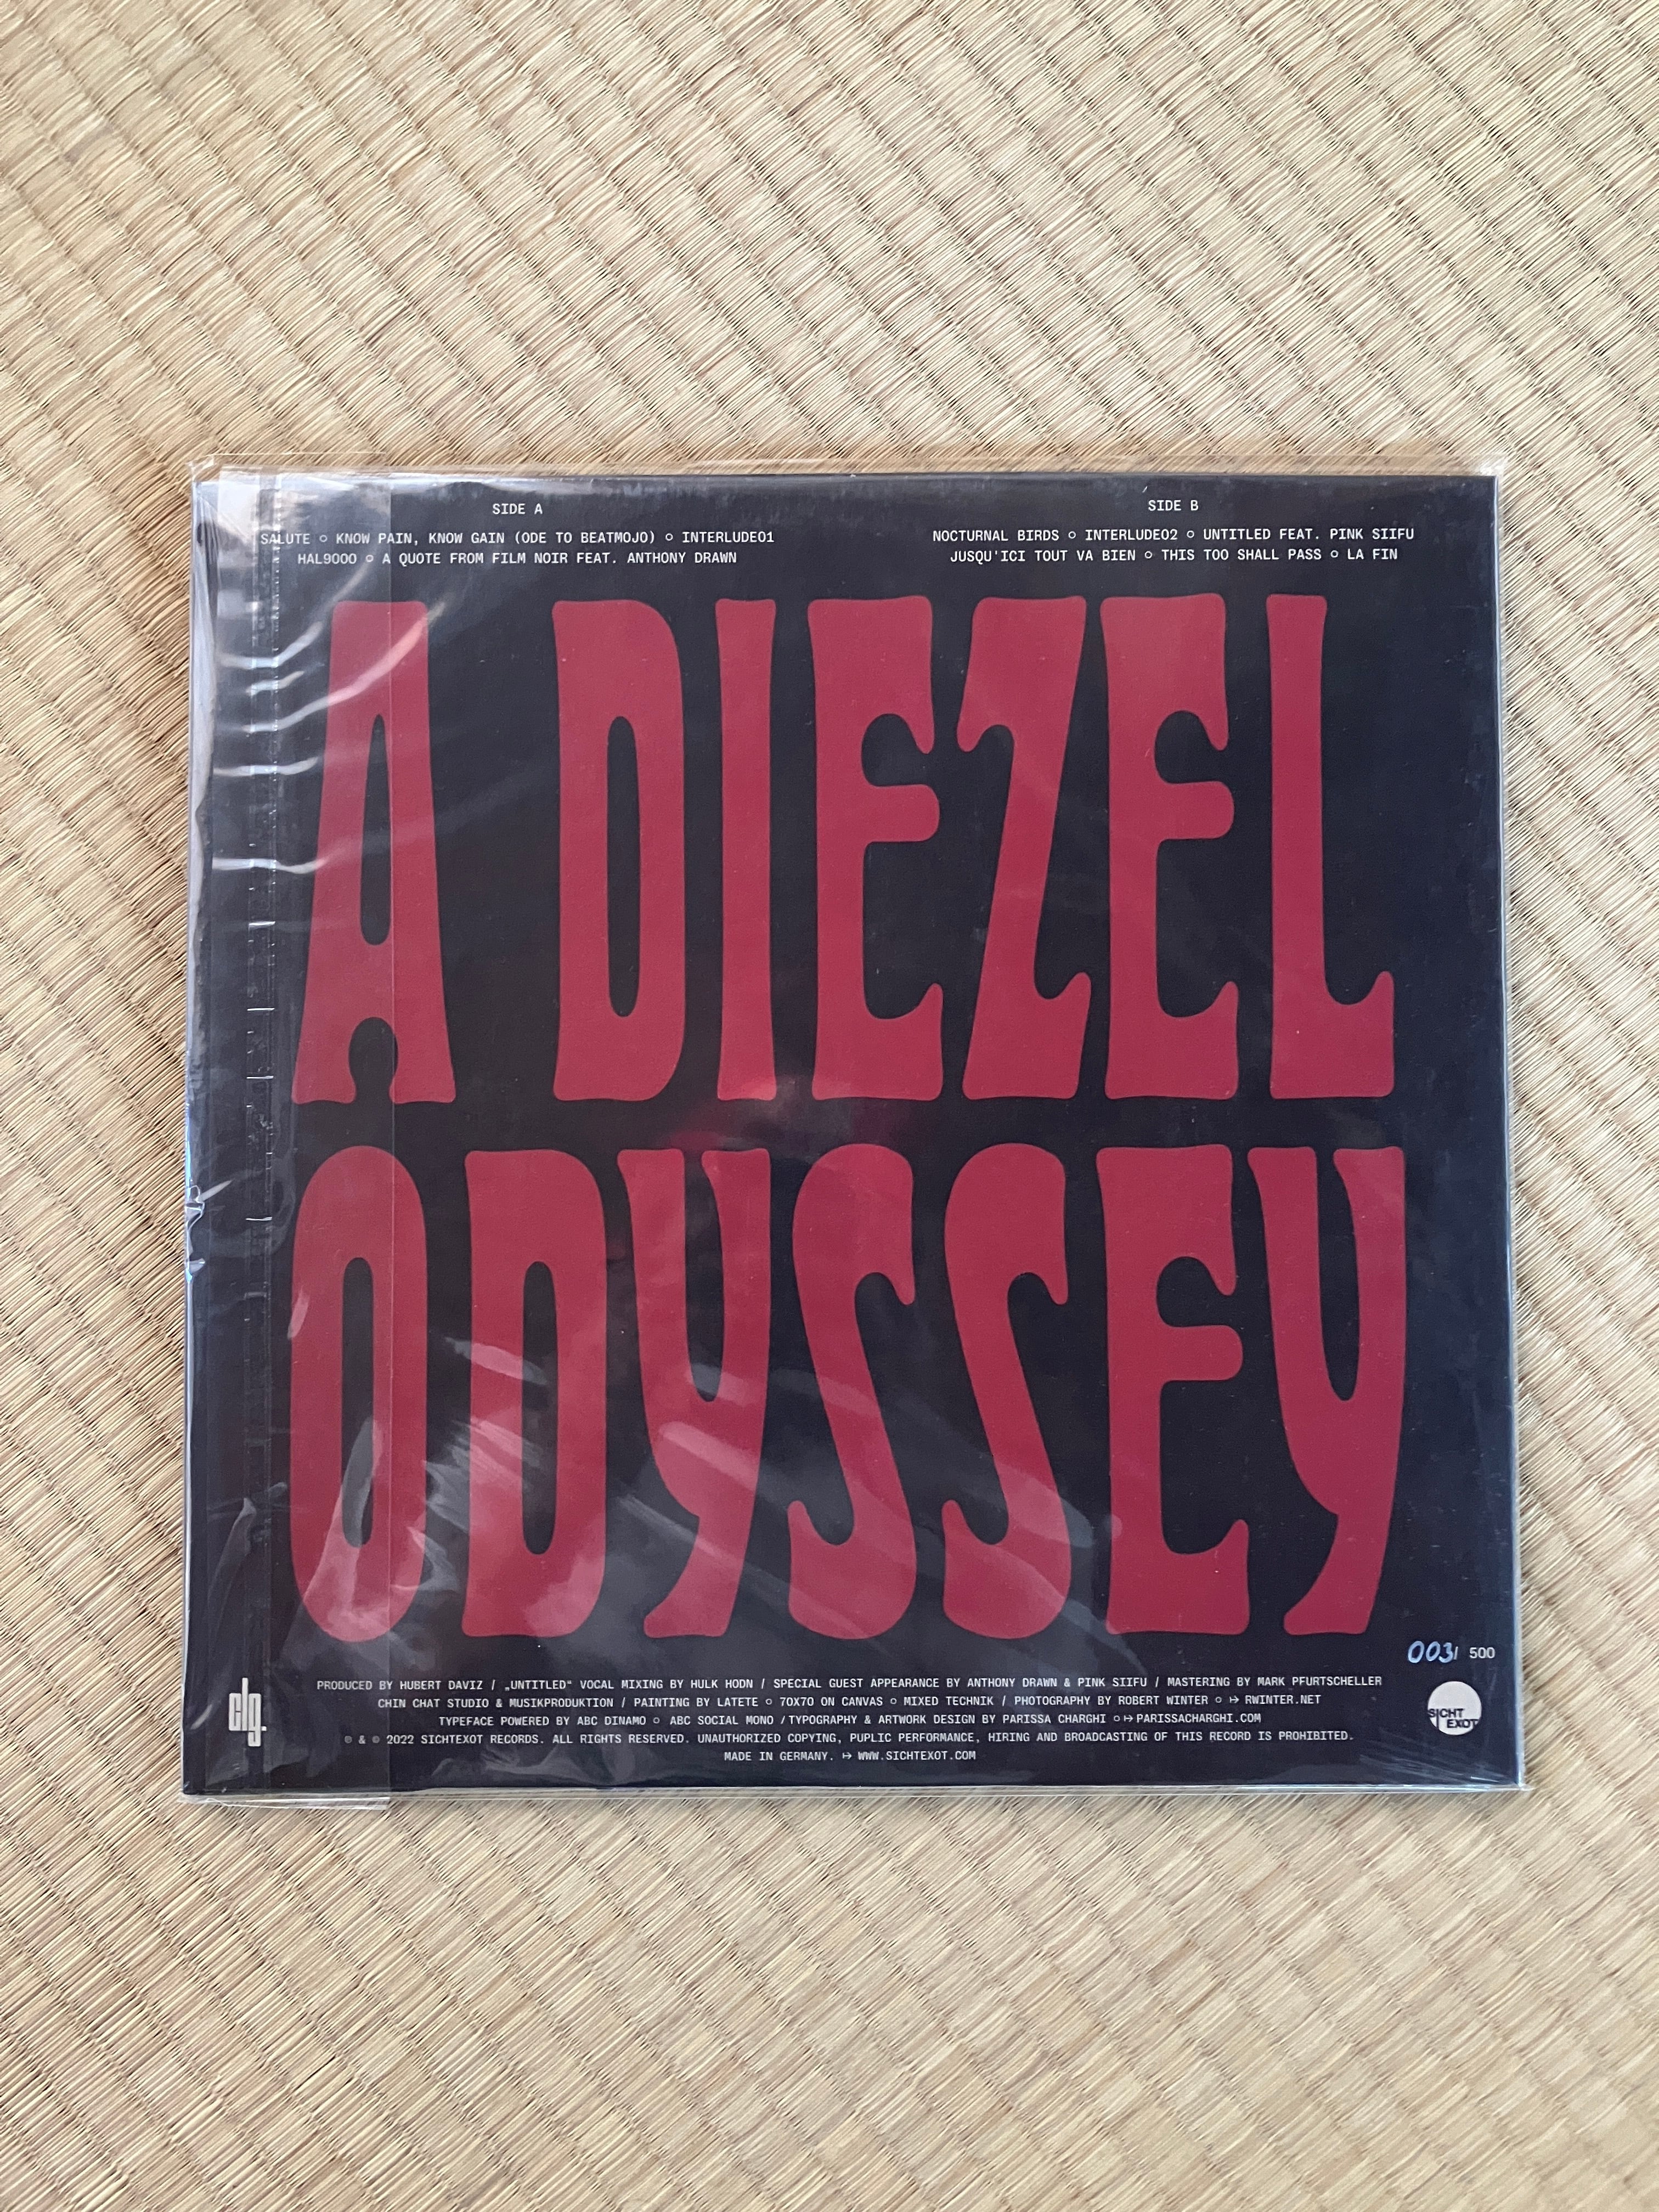 SIDE A
SALUTE ○ KNOW PAIN, KNOW GAIN (ODE TO BEATMOJO) ○ INTERLUDE01
HAL9000 ○ A QUOTE FROM FILM NOIR FEAT. ANTHONY DRAWN
SIDE B
NOCTURNAL BIRDS ○ INTERLUDE02 ○ UNTITLED FEAT. PINK SIIFU
JUSQU'ICI TOUT VA BIEN ○ THIS TOO SHALL PASS ○ LA FIN
A DIEZEL
ODYSSEY
003/ 500
PRODUCED BY HUBERT DAVIZ / „UNTITLED“ VOCAL MIXING BY HULK HODN / SPECIAL GUEST APPEARANCE BY ANTHONY DRAWN & PINK SIIFU / MASTERING BY MARK PFURTSCHELLER
CHIN CHAT STUDIO & MUSIKPRODUKTION / PAINTING BY LATETE ○ 70X70 ON CANVAS ○ MIXED TECHNIK / PHOTOGRAPHY BY ROBERT WINTER ○ ↦ RWINTER.NET
TYPEFACE POWERED BY ABC DINAMO ○ ABC SOCIAL MONO / TYPOGRAPHY & ARTWORK DESIGN BY PARISSA CHARGHI ○ ↦ PARISSACHARGHI.COM
℗ & © 2022 SICHTEXOT RECORDS. ALL RIGHTS RESERVED. UNAUTHORIZED COPYING, PUPLIC PERFORMANCE, HIRING AND BROADCASTING OF THIS RECORD IS PROHIBITED.
MADE IN GERMANY. ↦ WWW.SICHTEXOT.COM
SICHT
EXOT